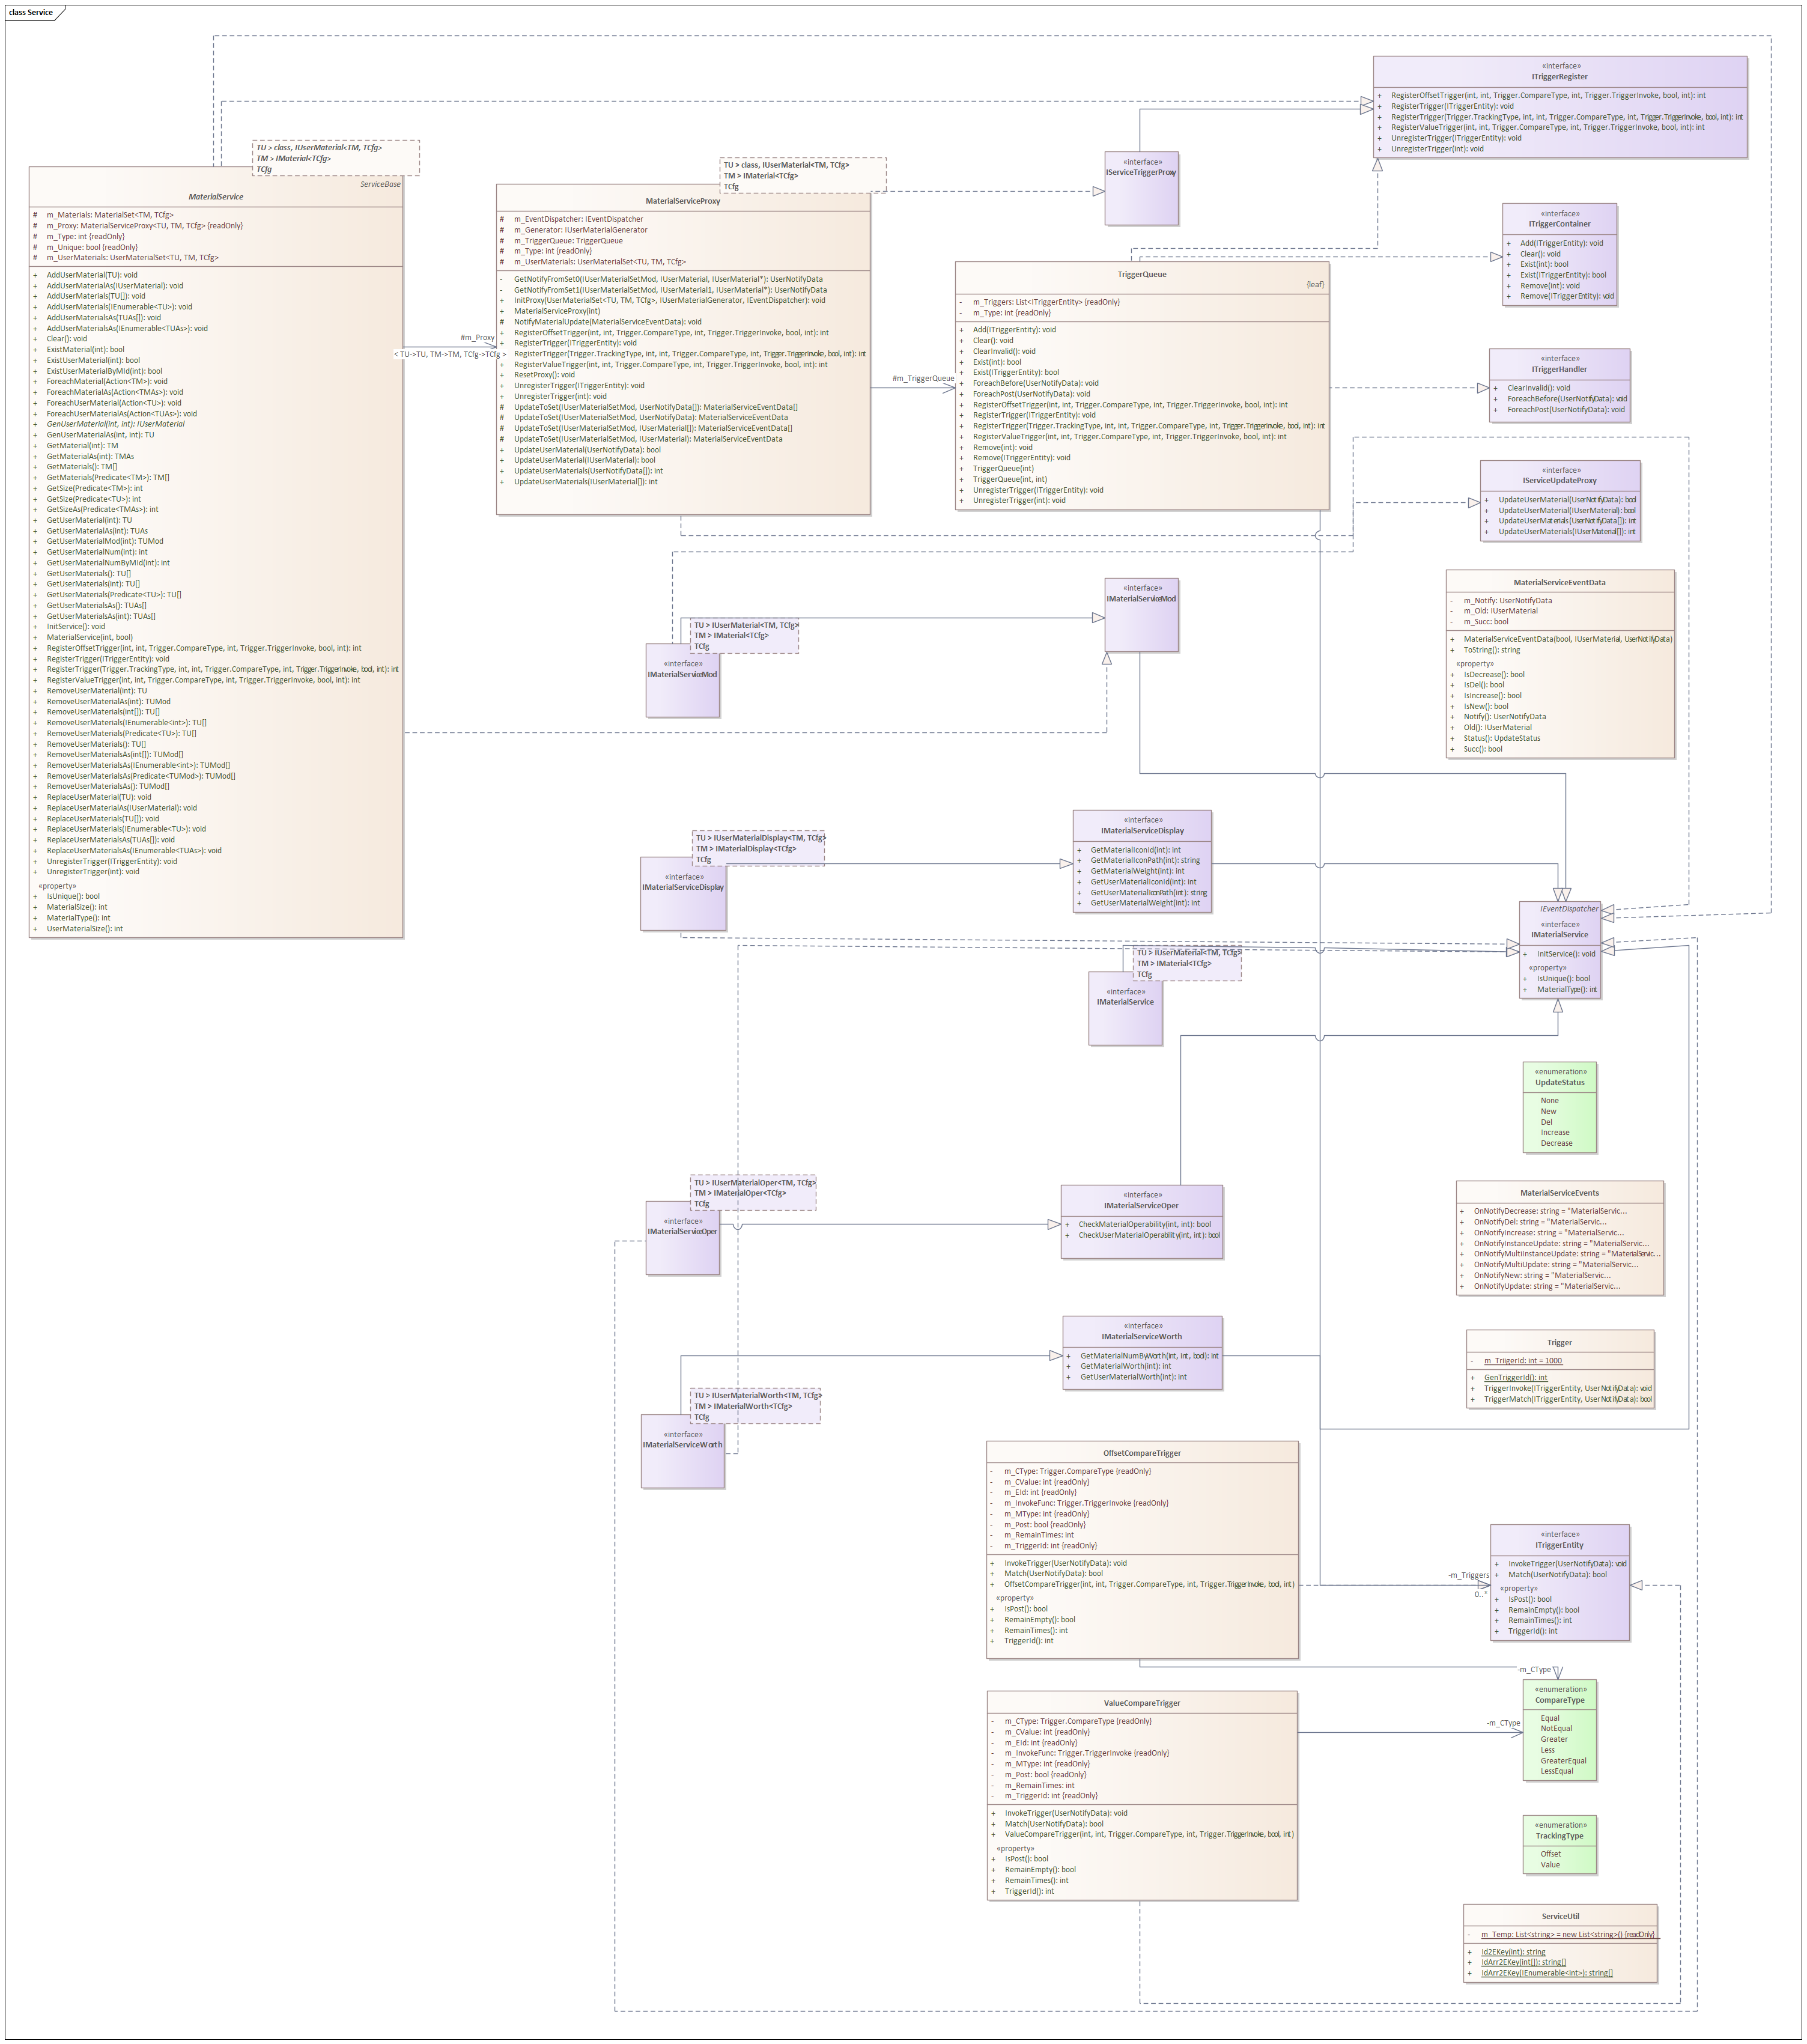 class Service
TU > class, IUserMaterial<TM, TCfg>
TM > IMaterial<TCfg>
TCfg
ServiceBase
MaterialService
# m_Materials: MaterialSet<TM, TCfg>
# m_Proxy: MaterialServiceProxy<TU, TM, TCfg> {readOnly}
# m_Type: int {readOnly}
# m_Unique: bool {readOnly}
# m_UserMaterials: UserMaterialSet<TU, TM, TCfg>
+ AddUserMaterial(TU): void
+ AddUserMaterialAs(IUserMaterial): void
+ AddUserMaterials(TU[]): void
+ AddUserMaterials(IEnumerable<TU>): void
+ AddUserMaterialsAs(TUAs[]): void
+ AddUserMaterialsAs(IEnumerable<TUAs>): void
+ Clear(): void
+ ExistMaterial(int): bool
+ ExistUserMaterial(int): bool
+ ExistUserMaterialByMId(int): bool
+ ForeachMaterial(Action<TM>): void
+ ForeachMaterialAs(Action<TMAs>): void
+ ForeachUserMaterial(Action<TU>): void
+ ForeachUserMaterialAs(Action<TUAs>): void
+ GenUserMaterial(int, int): IUserMaterial
+ GenUserMaterialAs(int, int): TU
+ GetMaterial(int): TM
+ GetMaterialAs(int): TMAs
+ GetMaterials(): TM[]
+ GetMaterials(Predicate<TM>): TM[]
+ GetSize(Predicate<TM>): int
+ GetSize(Predicate<TU>): int
+ GetSizeAs(Predicate<TMAs>): int
+ GetUserMaterial(int): TU
+ GetUserMaterialAs(int): TUAs
+ GetUserMaterialMod(int): TUMod
+ GetUserMaterialNum(int): int
+ GetUserMaterialNumByMId(int): int
+ GetUserMaterials(): TU[]
+ GetUserMaterials(int): TU[]
+ GetUserMaterials(Predicate<TU>): TU[]
+ GetUserMaterialsAs(): TUAs[]
+ GetUserMaterialsAs(int): TUAs[]
+ InitService(): void
+ MaterialService(int, bool)
+ RegisterOffsetTrigger(int, int, Trigger.CompareType, int, Trigger.TriggerInvoke, bool, int): int
+ RegisterTrigger(ITriggerEntity): void
+ RegisterTrigger(Trigger.TrackingType, int, int, Trigger.CompareType, int, Trigger.TriggerInvoke, bool, int): int
+ RegisterValueTrigger(int, int, Trigger.CompareType, int, Trigger.TriggerInvoke, bool, int): int
+ RemoveUserMaterial(int): TU
+ RemoveUserMaterialAs(int): TUMod
+ RemoveUserMaterials(int[]): TU[]
+ RemoveUserMaterials(IEnumerable<int>): TU[]
+ RemoveUserMaterials(Predicate<TU>): TU[]
+ RemoveUserMaterials(): TU[]
+ RemoveUserMaterialsAs(int[]): TUMod[]
+ RemoveUserMaterialsAs(IEnumerable<int>): TUMod[]
+ RemoveUserMaterialsAs(Predicate<TUMod>): TUMod[]
+ RemoveUserMaterialsAs(): TUMod[]
+ ReplaceUserMaterial(TU): void
+ ReplaceUserMaterialAs(IUserMaterial): void
+ ReplaceUserMaterials(TU[]): void
+ ReplaceUserMaterials(IEnumerable<TU>): void
+ ReplaceUserMaterialsAs(TUAs[]): void
+ ReplaceUserMaterialsAs(IEnumerable<TUAs>): void
+ UnregisterTrigger(ITriggerEntity): void
+ UnregisterTrigger(int): void
«property»
+ IsUnique(): bool
+ MaterialSize(): int
+ MaterialType(): int
+ UserMaterialSize(): int
#m_Proxy
< TU->TU, TM->TM, TCfg->TCfg >
TU > class, IUserMaterial<TM, TCfg>
TM > IMaterial<TCfg>
TCfg
MaterialServiceProxy
# m_EventDispatcher: IEventDispatcher
# m_Generator: IUserMaterialGenerator
# m_TriggerQueue: TriggerQueue
# m_Type: int {readOnly}
# m_UserMaterials: UserMaterialSet<TU, TM, TCfg>
- GetNotifyFromSet0(IUserMaterialSetMod, IUserMaterial, IUserMaterial*): UserNotifyData
- GetNotifyFromSet1(IUserMaterialSetMod, IUserMaterial1, IUserMaterial*): UserNotifyData
+ InitProxy(UserMaterialSet<TU, TM, TCfg>, IUserMaterialGenerator, IEventDispatcher): void
+ MaterialServiceProxy(int)
# NotifyMaterialUpdate(MaterialServiceEventData): void
+ RegisterOffsetTrigger(int, int, Trigger.CompareType, int, Trigger.TriggerInvoke, bool, int): int
+ RegisterTrigger(ITriggerEntity): void
+ RegisterTrigger(Trigger.TrackingType, int, int, Trigger.CompareType, int, Trigger.TriggerInvoke, bool, int): int
+ RegisterValueTrigger(int, int, Trigger.CompareType, int, Trigger.TriggerInvoke, bool, int): int
+ ResetProxy(): void
+ UnregisterTrigger(ITriggerEntity): void
+ UnregisterTrigger(int): void
# UpdateToSet(IUserMaterialSetMod, UserNotifyData[]): MaterialServiceEventData[]
# UpdateToSet(IUserMaterialSetMod, UserNotifyData): MaterialServiceEventData
# UpdateToSet(IUserMaterialSetMod, IUserMaterial[]): MaterialServiceEventData[]
# UpdateToSet(IUserMaterialSetMod, IUserMaterial): MaterialServiceEventData
+ UpdateUserMaterial(UserNotifyData): bool
+ UpdateUserMaterial(IUserMaterial): bool
+ UpdateUserMaterials(UserNotifyData[]): int
+ UpdateUserMaterials(IUserMaterial[]): int
#m_TriggerQueue
TriggerQueue
{leaf}
- m_Triggers: List<ITriggerEntity> {readOnly}
- m_Type: int {readOnly}
+ Add(ITriggerEntity): void
+ Clear(): void
+ ClearInvalid(): void
+ Exist(int): bool
+ Exist(ITriggerEntity): bool
+ ForeachBefore(UserNotifyData): void
+ ForeachPost(UserNotifyData): void
+ RegisterOffsetTrigger(int, int, Trigger.CompareType, int, Trigger.TriggerInvoke, bool, int): int
+ RegisterTrigger(ITriggerEntity): void
+ RegisterTrigger(Trigger.TrackingType, int, int, Trigger.CompareType, int, Trigger.TriggerInvoke, bool, int): int
+ RegisterValueTrigger(int, int, Trigger.CompareType, int, Trigger.TriggerInvoke, bool, int): int
+ Remove(int): void
+ Remove(ITriggerEntity): void
+ TriggerQueue(int)
+ TriggerQueue(int, int)
+ UnregisterTrigger(ITriggerEntity): void
+ UnregisterTrigger(int): void
«interface»
IServiceTriggerProxy
«interface»
ITriggerRegister
+ RegisterOffsetTrigger(int, int, Trigger.CompareType, int, Trigger.TriggerInvoke, bool, int): int
+ RegisterTrigger(ITriggerEntity): void
+ RegisterTrigger(Trigger.TrackingType, int, int, Trigger.CompareType, int, Trigger.TriggerInvoke, bool, int): int
+ RegisterValueTrigger(int, int, Trigger.CompareType, int, Trigger.TriggerInvoke, bool, int): int
+ UnregisterTrigger(ITriggerEntity): void
+ UnregisterTrigger(int): void
«interface»
ITriggerContainer
+ Add(ITriggerEntity): void
+ Clear(): void
+ Exist(int): bool
+ Exist(ITriggerEntity): bool
+ Remove(int): void
+ Remove(ITriggerEntity): void
«interface»
ITriggerHandler
+ ClearInvalid(): void
+ ForeachBefore(UserNotifyData): void
+ ForeachPost(UserNotifyData): void
«interface»
IServiceUpdateProxy
+ UpdateUserMaterial(UserNotifyData): bool
+ UpdateUserMaterial(IUserMaterial): bool
+ UpdateUserMaterials(UserNotifyData[]): int
+ UpdateUserMaterials(IUserMaterial[]): int
MaterialServiceEventData
- m_Notify: UserNotifyData
- m_Old: IUserMaterial
- m_Succ: bool
+ MaterialServiceEventData(bool, IUserMaterial, UserNotifyData)
+ ToString(): string
«property»
+ IsDecrease(): bool
+ IsDel(): bool
+ IsIncrease(): bool
+ IsNew(): bool
+ Notify(): UserNotifyData
+ Old(): IUserMaterial
+ Status(): UpdateStatus
+ Succ(): bool
«interface»
IMaterialServiceMod
TU > IUserMaterial<TM, TCfg>
TM > IMaterial<TCfg>
TCfg
«interface»
IMaterialServiceMod
TU > IUserMaterialDisplay<TM, TCfg>
TM > IMaterialDisplay<TCfg>
TCfg
«interface»
IMaterialServiceDisplay
«interface»
IMaterialServiceDisplay
+ GetMaterialIconId(int): int
+ GetMaterialIconPath(int): string
+ GetMaterialWeight(int): int
+ GetUserMaterialIconId(int): int
+ GetUserMaterialIconPath(int): string
+ GetUserMaterialWeight(int): int
IEventDispatcher
«interface»
IMaterialService
+ InitService(): void
«property»
+ IsUnique(): bool
+ MaterialType(): int
TU > IUserMaterial<TM, TCfg>
TM > IMaterial<TCfg>
TCfg
«interface»
IMaterialService
«enumeration»
UpdateStatus
None
New
Del
Increase
Decrease
TU > IUserMaterialOper<TM, TCfg>
TM > IMaterialOper<TCfg>
TCfg
«interface»
IMaterialServiceOper
«interface»
IMaterialServiceOper
+ CheckMaterialOperability(int, int): bool
+ CheckUserMaterialOperability(int, int): bool
MaterialServiceEvents
+ OnNotifyDecrease: string = "MaterialServic...
+ OnNotifyDel: string = "MaterialServic...
+ OnNotifyIncrease: string = "MaterialServic...
+ OnNotifyInstanceUpdate: string = "MaterialServic...
+ OnNotifyMultiInstanceUpdate: string = "MaterialServic...
+ OnNotifyMultiUpdate: string = "MaterialServic...
+ OnNotifyNew: string = "MaterialServic...
+ OnNotifyUpdate: string = "MaterialServic...
«interface»
IMaterialServiceWorth
+ GetMaterialNumByWorth(int, int, bool): int
+ GetMaterialWorth(int): int
+ GetUserMaterialWorth(int): int
TU > IUserMaterialWorth<TM, TCfg>
TM > IMaterialWorth<TCfg>
TCfg
«interface»
IMaterialServiceWorth
Trigger
- m_TriigerId: int = 1000
+ GenTriggerId(): int
+ TriggerInvoke(ITriggerEntity, UserNotifyData): void
+ TriggerMatch(ITriggerEntity, UserNotifyData): bool
OffsetCompareTrigger
- m_CType: Trigger.CompareType {readOnly}
- m_CValue: int {readOnly}
- m_EId: int {readOnly}
- m_InvokeFunc: Trigger.TriggerInvoke {readOnly}
- m_MType: int {readOnly}
- m_Post: bool {readOnly}
- m_RemainTimes: int
- m_TriggerId: int {readOnly}
+ InvokeTrigger(UserNotifyData): void
+ Match(UserNotifyData): bool
+ OffsetCompareTrigger(int, int, Trigger.CompareType, int, Trigger.TriggerInvoke, bool, int)
«property»
+ IsPost(): bool
+ RemainEmpty(): bool
+ RemainTimes(): int
+ TriggerId(): int
-m_Triggers
0..*
«interface»
ITriggerEntity
+ InvokeTrigger(UserNotifyData): void
+ Match(UserNotifyData): bool
«property»
+ IsPost(): bool
+ RemainEmpty(): bool
+ RemainTimes(): int
+ TriggerId(): int
-m_CType
«enumeration»
CompareType
Equal
NotEqual
Greater
Less
GreaterEqual
LessEqual
ValueCompareTrigger
- m_CType: Trigger.CompareType {readOnly}
- m_CValue: int {readOnly}
- m_EId: int {readOnly}
- m_InvokeFunc: Trigger.TriggerInvoke {readOnly}
- m_MType: int {readOnly}
- m_Post: bool {readOnly}
- m_RemainTimes: int
- m_TriggerId: int {readOnly}
+ InvokeTrigger(UserNotifyData): void
+ Match(UserNotifyData): bool
+ ValueCompareTrigger(int, int, Trigger.CompareType, int, Trigger.TriggerInvoke, bool, int)
«property»
+ IsPost(): bool
+ RemainEmpty(): bool
+ RemainTimes(): int
+ TriggerId(): int
-m_CType
«enumeration»
TrackingType
Offset
Value
ServiceUtil
- m_Temp: List<string> = new List<string>() {readOnly}
+ Id2EKey(int): string
+ IdArr2EKey(int[]): string[]
+ IdArr2EKey(IEnumerable<int>): string[]